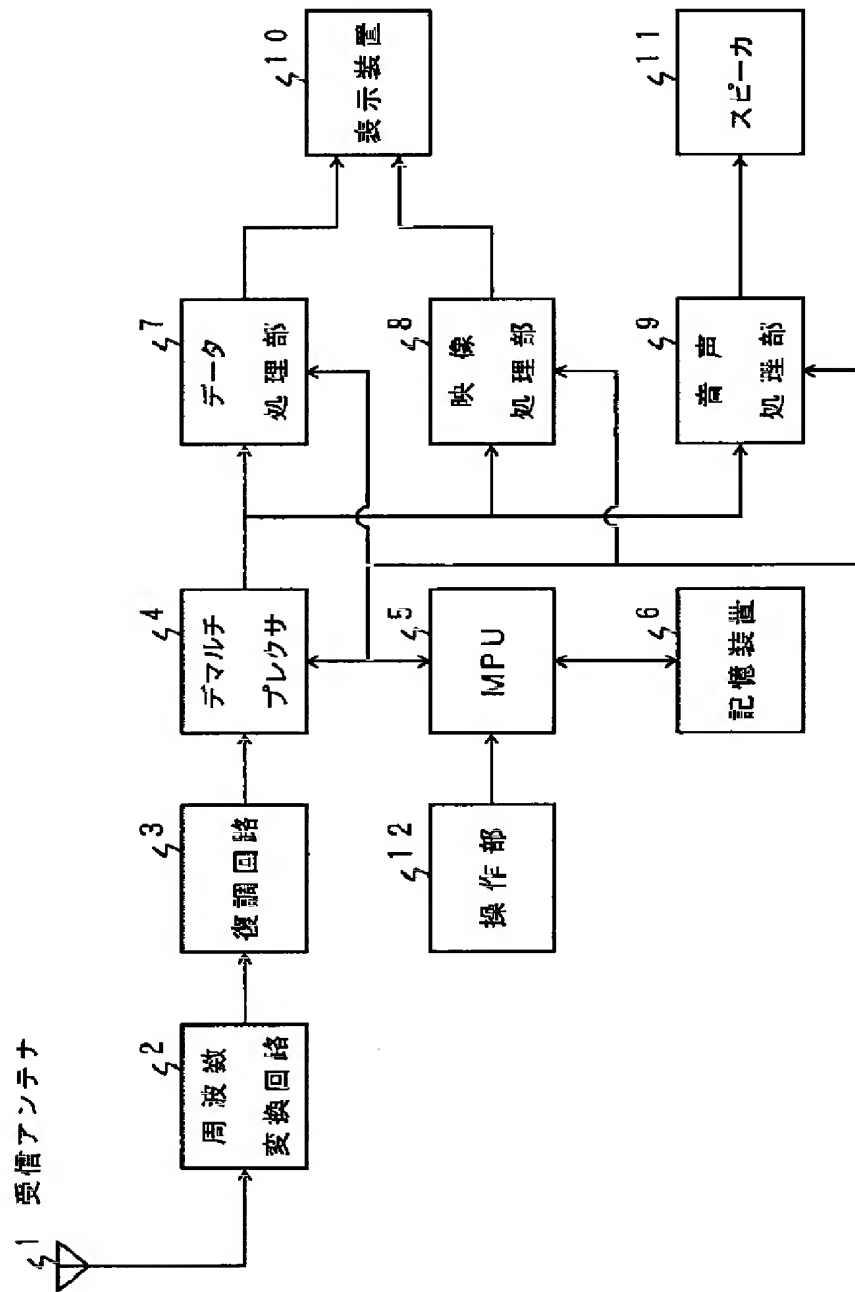 1 受信アンテナ
2
周波数
変換回路
3
復調回路
4
デマルチ
プレクサ
5
MPU
6
記憶装置
7
データ
処理部
8
映像
処理部
9
音声
処理部
10
表示装置
11
スピーカ
12
操作部